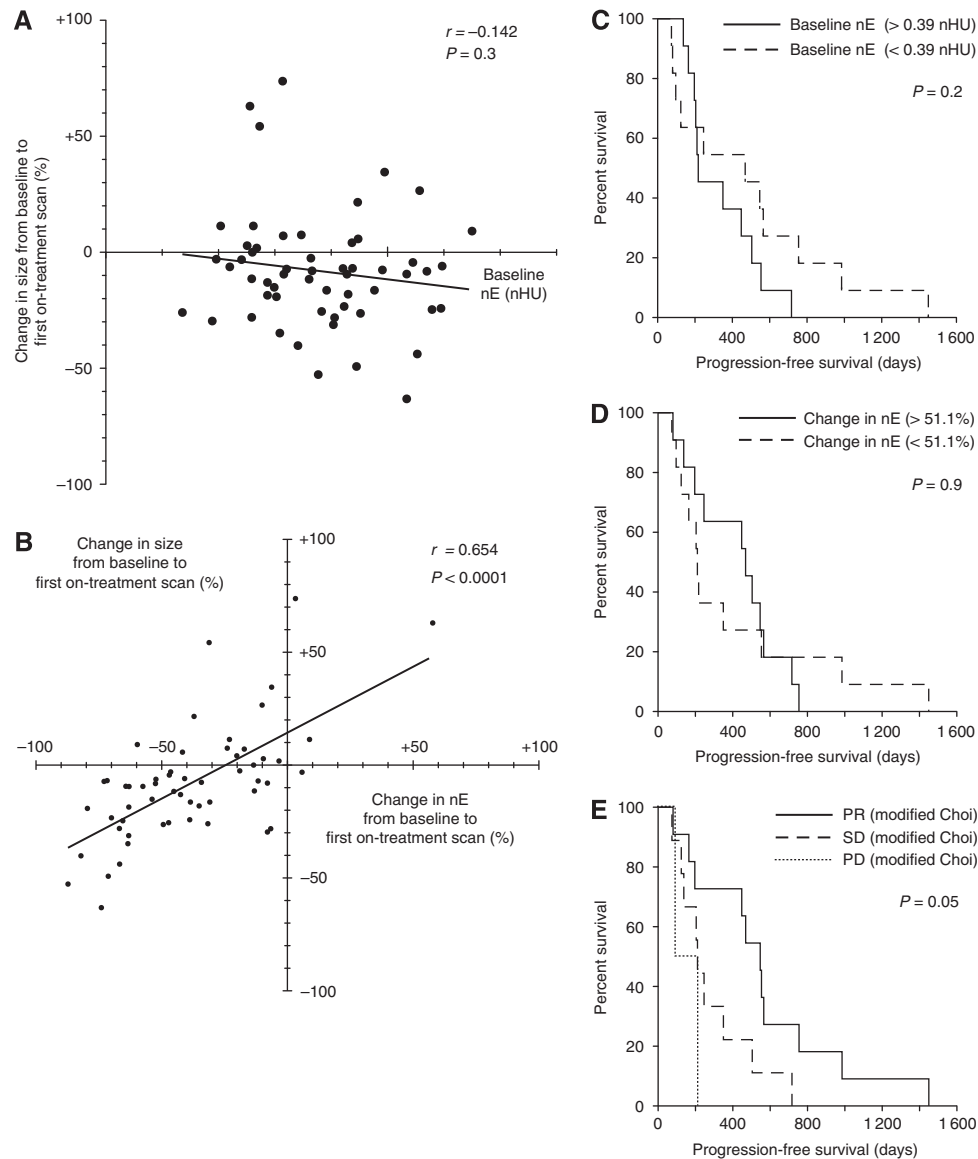 A
+100
+50
0
−50
−100
Change in size from baseline to
first on-treatment scan (%)
r = −0.142
P = 0.3
Baseline
nE (nHU)
B
Change in size
from baseline to
first on-treatment scan (%)
+100
+50
−50
−100
−100
−50
0
+50
+100
r = 0.654
P < 0.0001
Change in nE
from baseline to
first on-treatment scan (%)
C
Baseline nE (> 0.39 nHU)
Baseline nE (< 0.39 nHU)
P = 0.2
Percent survival
100
80
60
40
20
0
0
400
800
1 200
1 600
Progression-free survival (days)
D
Change in nE (> 51.1%)
Change in nE (< 51.1%)
P = 0.9
Percent survival
100
80
60
40
20
0
0
400
800
1 200
1 600
Progression-free survival (days)
E
PR (modified Choi)
SD (modified Choi)
PD (modified Choi)
P = 0.05
Percent survival
100
80
60
40
20
0
0
400
800
1 200
1 600
Progression-free survival (days)